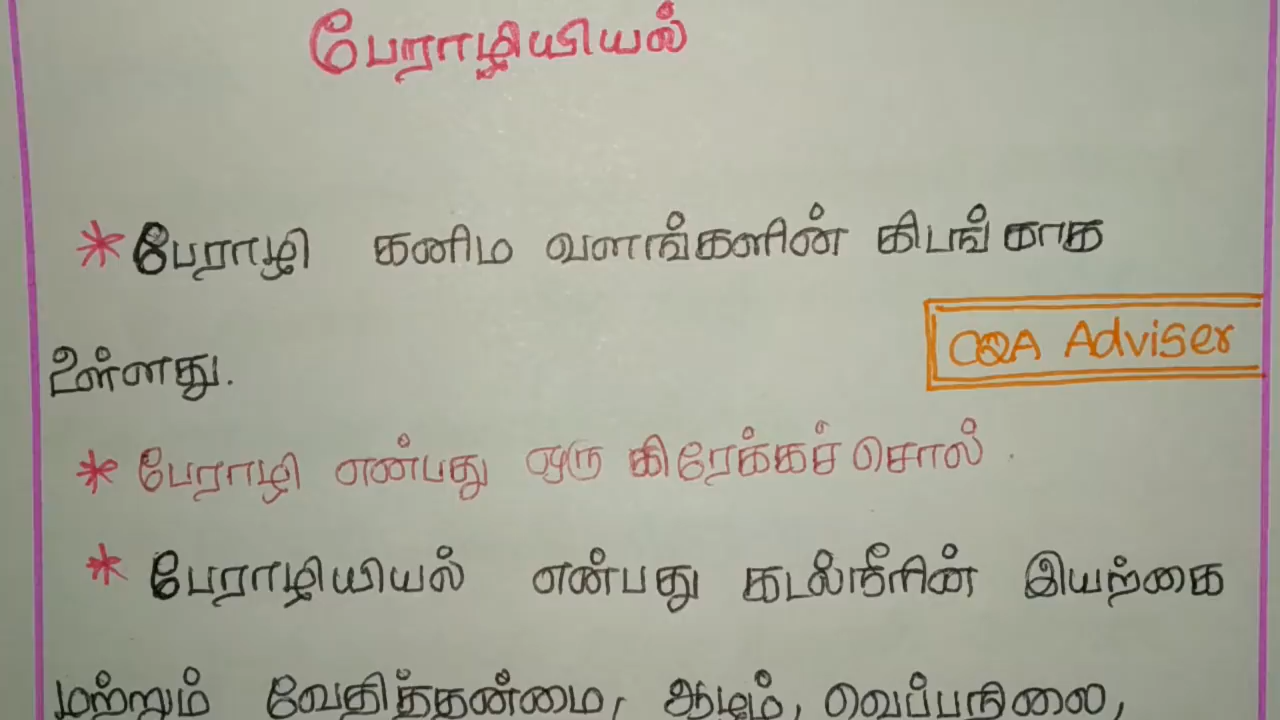 பேராழியியல்
* பேராழி கனிம வளங்களின் கிடங்காக
உள்ளது.
CQA Adviser
* பேராழி என்பது ஒரு கிரேக்கச் சொல்.
* பேராழியியல் என்பது கடல்நீரின் இயற்கை
மற்றும் வேதித்தன்மை, ஆழம், வெப்பநிலை,